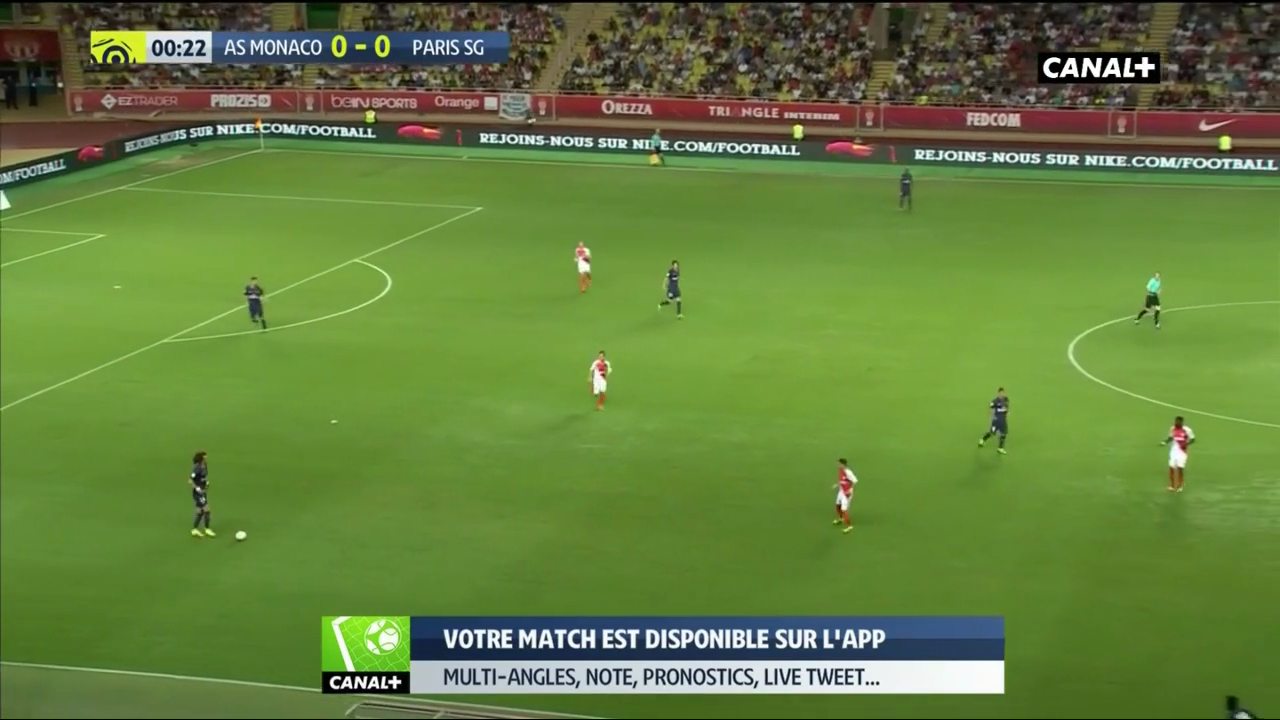 00:22 AS MONACO 0 - 0 PARIS SG
CANAL+
EZTRADER PROZIS beIN SPORTS Orange OREZZA TRIANGLE INTERIM FEDCOM
M/FOOTBALL REJOINS-NOUS SUR NIKE.COM/FOOTBALL REJOINS-NOUS SUR NIKE.COM/FOOTBALL REJOINS-NOUS SUR NIKE.COM/FOOTBALL
VOTRE MATCH EST DISPONIBLE SUR L'APP
CANAL+
MULTI-ANGLES, NOTE, PRONOSTICS, LIVE TWEET...